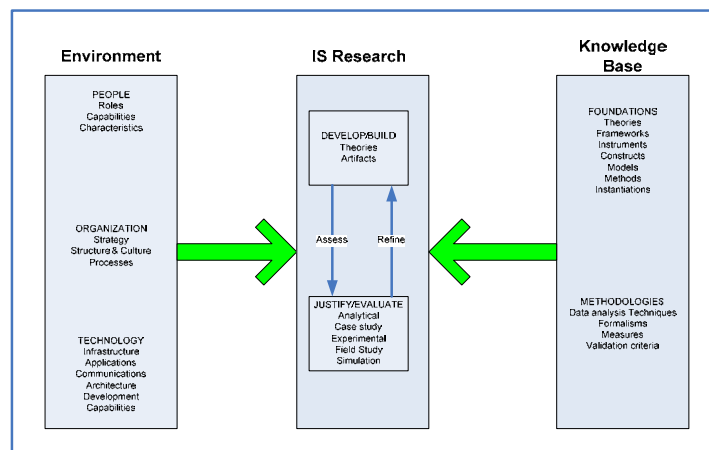 Environment
PEOPLE
Roles
Capabilities
Characteristics
ORGANIZATION
Strategy
Structure & Culture
Processes
TECHNOLOGY
Infrastructure
Applications
Communications
Architecture
Development
Capabilities
IS Research
DEVELOP/BUILD
Theories
Artifacts
Assess
Refine
JUSTIFY/EVALUATE
Analytical
Case study
Experimental
Field Study
Simulation
Knowledge
Base
FOUNDATIONS
Theories
Frameworks
Instruments
Constructs
Models
Methods
Instantiations
METHODOLOGIES
Data analysis Techniques
Formalisms
Measures
Validation criteria